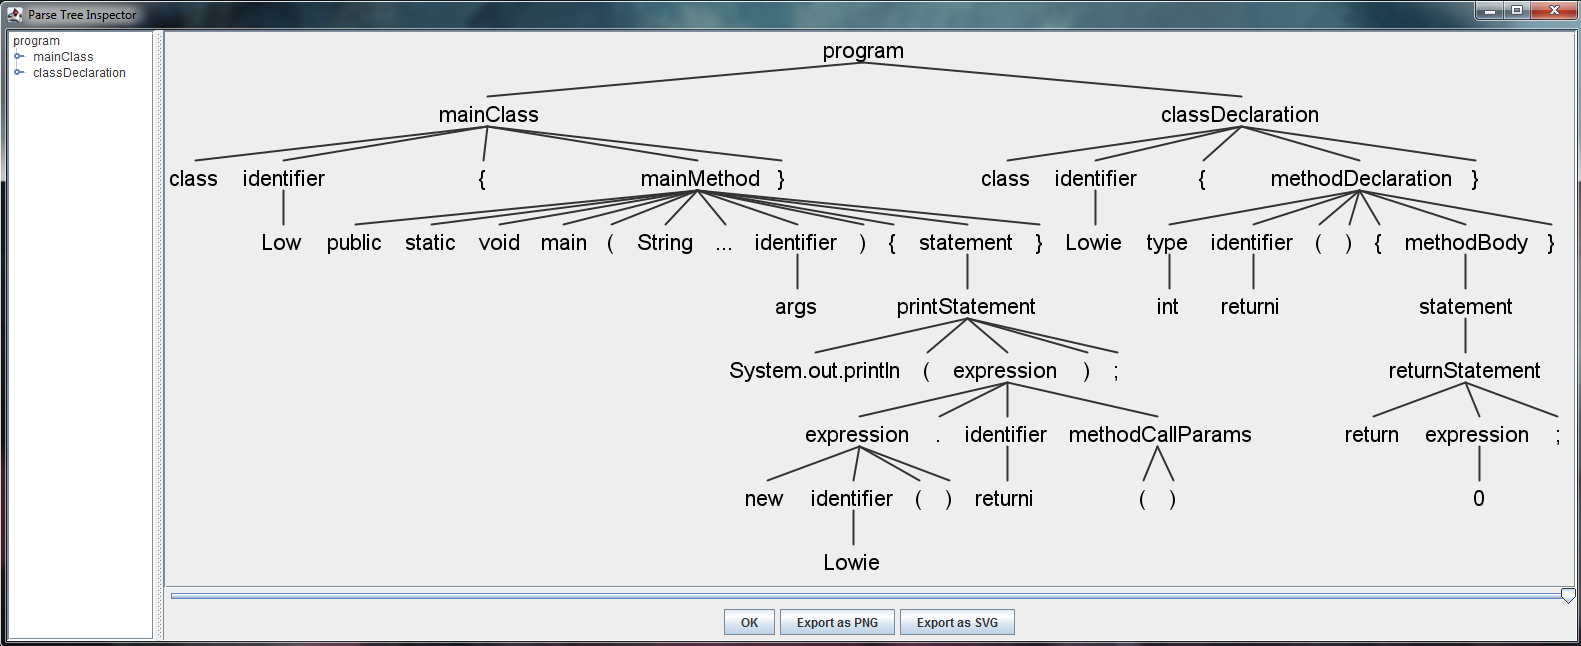 Parse Tree Inspector
program
mainClass
classDeclaration
program
mainClass classDeclaration
class identifier { mainMethod } class identifier { methodDeclaration }
Low public static void main ( String ... identifier ) { statement } Lowie type identifier ( ) { methodBody }
args printStatement int returni statement
System.out.println ( expression ) ; returnStatement
expression . identifier methodCallParams return expression ;
new identifier ( ) returni ( ) 0
Lowie
OK Export as PNG Export as SVG